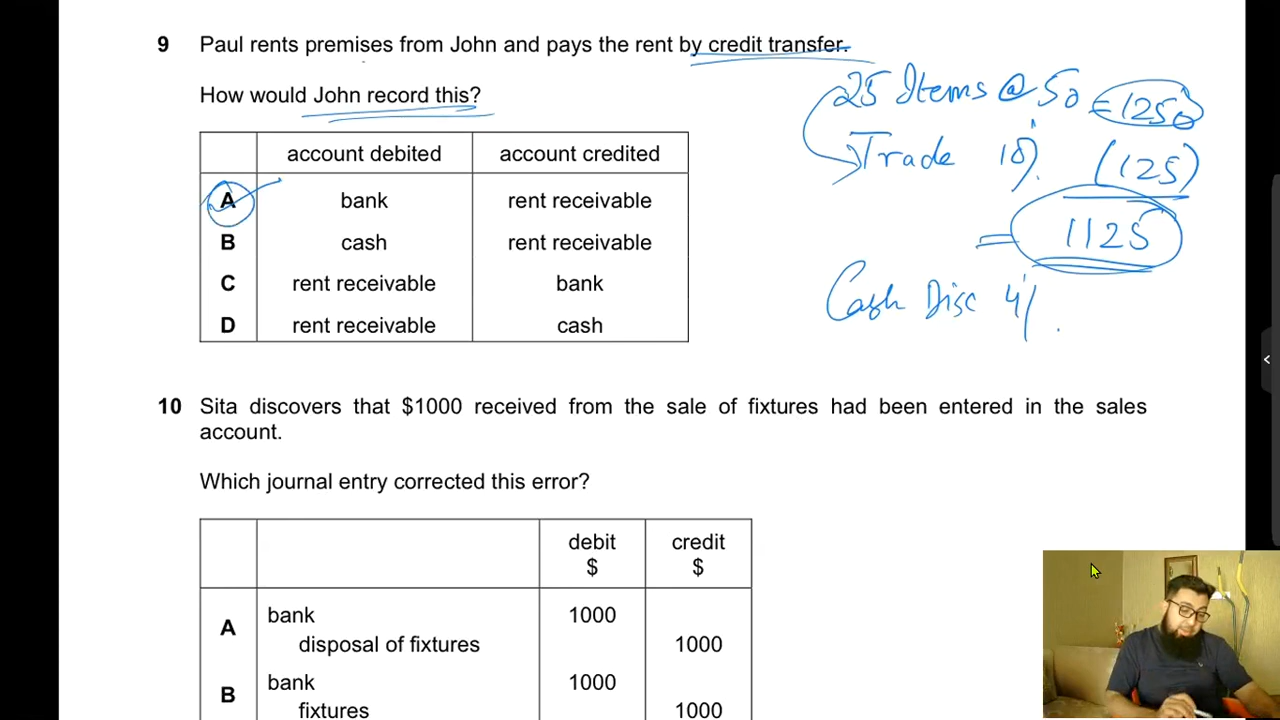 9 Paul rents premises from John and pays the rent by credit transfer.
How would John record this?
account debited account credited
A bank rent receivable
B cash rent receivable
C rent receivable bank
D rent receivable cash
25 Items @ 50 = 1250
Trade 10% (125)
= 1125
Cash Disc 4%
10 Sita discovers that $1000 received from the sale of fixtures had been entered in the sales
account.
Which journal entry corrected this error?
debit credit
$ $
A bank 1000
disposal of fixtures 1000
B bank 1000
fixtures 1000